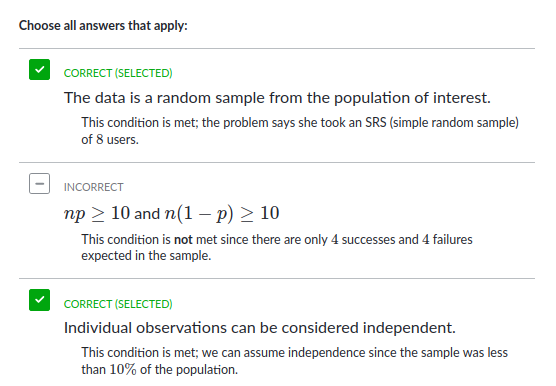 Choose all answers that apply:
CORRECT (SELECTED)
The data is a random sample from the population of interest.
This condition is met; the problem says she took an SRS (simple random sample)
of 8 users.
INCORRECT
np ≥ 10 and n(1 − p) ≥ 10
This condition is not met since there are only 4 successes and 4 failures
expected in the sample.
CORRECT (SELECTED)
Individual observations can be considered independent.
This condition is met; we can assume independence since the sample was less
than 10% of the population.